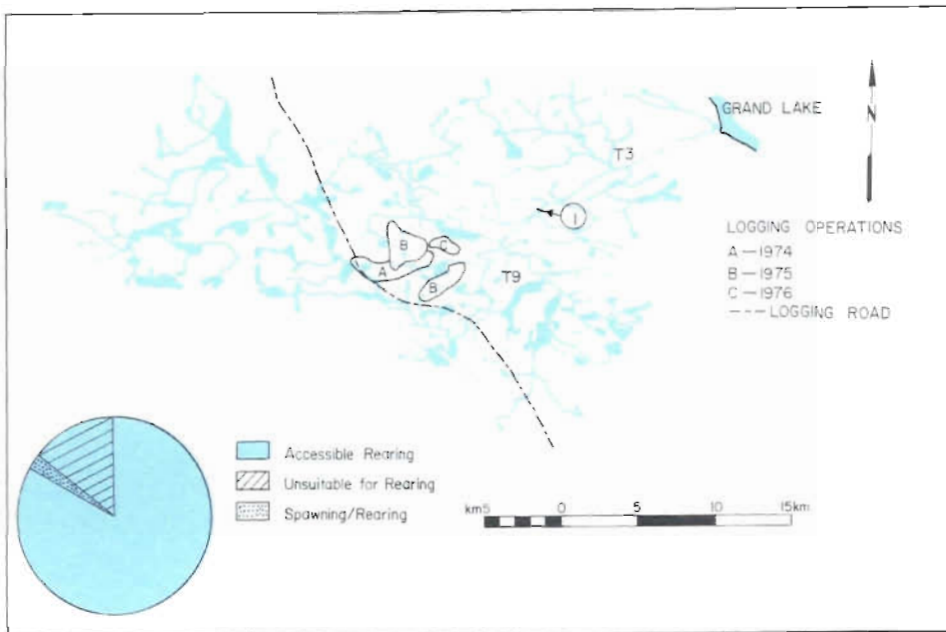 GRAND LAKE
N
T3
1
LOGGING OPERATIONS
A — 1974
B — 1975
C — 1976
LOGGING ROAD
B
C
A
B
T9
Accessible Rearing
Unsuitable for Rearing
Spawning/Rearing
km5 0 5 10 15km